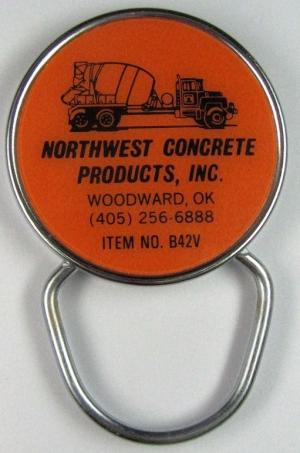 NORTHWEST CONCRETE
PRODUCTS, INC.
WOODWARD, OK
(405) 256-6888
ITEM NO. B42V